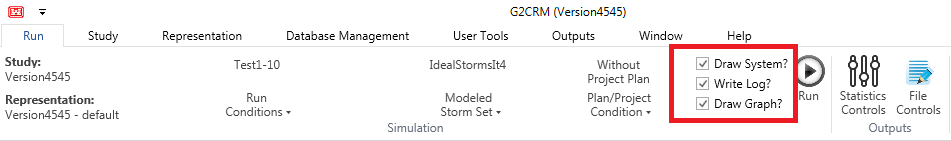 G2CRM (Version4545)
Run Study Representation Database Management User Tools Outputs Window Help
Study:
Version4545
Representation:
Version4545 - default
Test1-10
Run
Conditions
IdealStormsIt4
Modeled
Storm Set
Without
Project Plan
Plan/Project
Condition
Draw System?
Write Log?
Draw Graph?
Run
Simulation
Statistics
Controls
File
Controls
Outputs